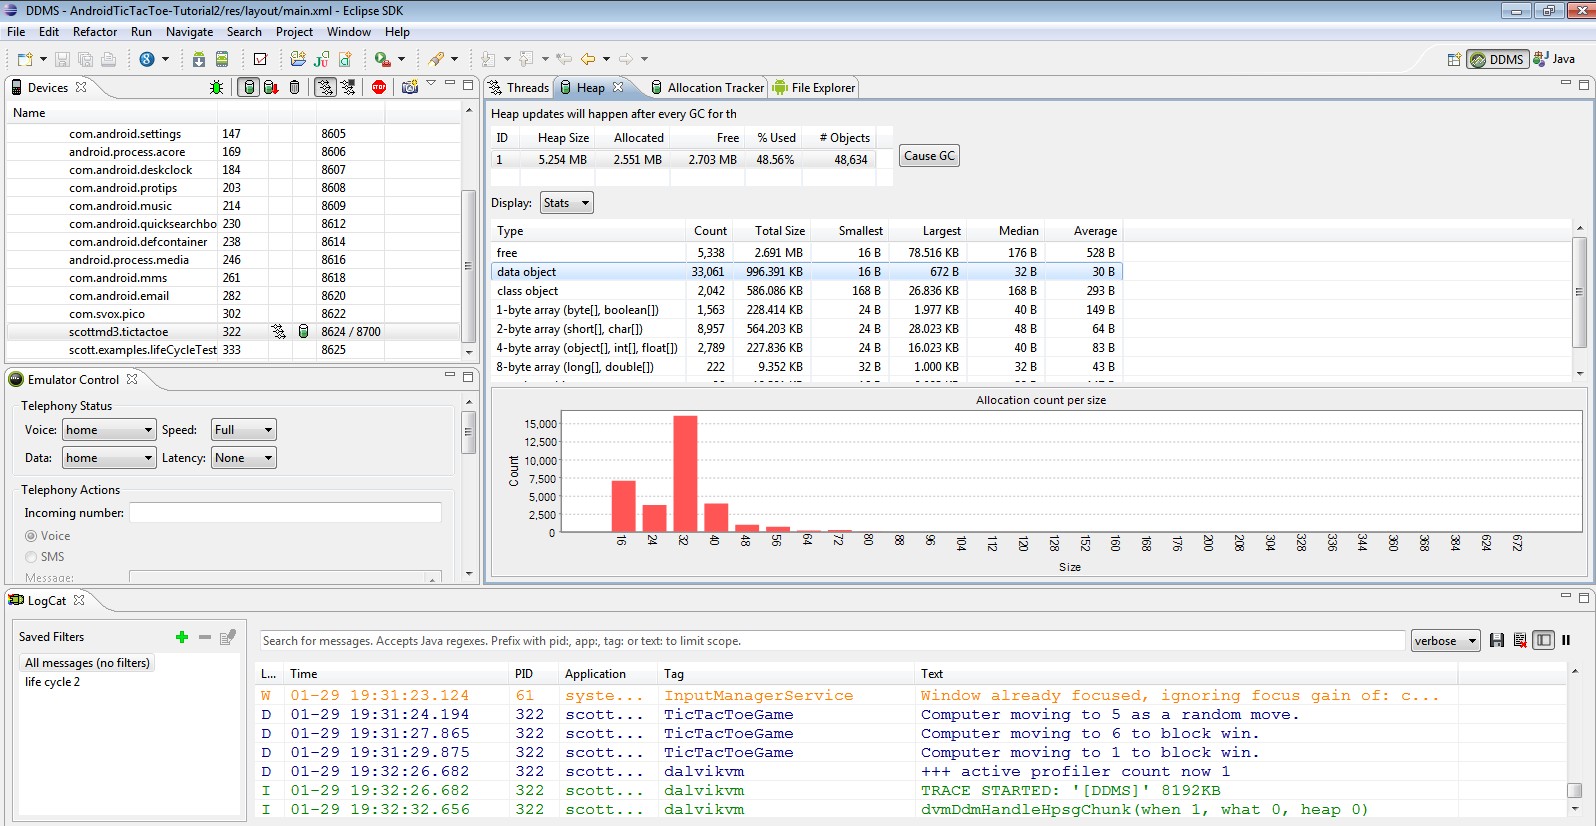 DDMS - AndroidTicTacToe-Tutorial2/res/layout/main.xml - Eclipse SDK
File Edit Refactor Run Navigate Search Project Window Help
DDMS Java
Devices
Name
com.android.settings 147 8605
android.process.acore 169 8606
com.android.deskclock 184 8607
com.android.protips 203 8608
com.android.music 214 8609
com.android.quicksearchbo 230 8612
com.android.defcontainer 238 8614
android.process.media 246 8616
com.android.mms 261 8618
com.android.email 282 8620
com.svox.pico 302 8622
scottmd3.tictactoe 322 8624 / 8700
scott.examples.lifeCycleTest 333 8625
Emulator Control
Telephony Status
Voice: home Speed: Full
Data: home Latency: None
Telephony Actions
Incoming number:
Voice
SMS
Message:
Threads Heap Allocation Tracker File Explorer
Heap updates will happen after every GC for th
ID Heap Size Allocated Free % Used # Objects
1 5.254 MB 2.551 MB 2.703 MB 48.56% 48,634
Cause GC
Display: Stats
Type Count Total Size Smallest Largest Median Average
free 5,338 2.691 MB 16 B 78.516 KB 176 B 528 B
data object 33,061 996.391 KB 16 B 672 B 32 B 30 B
class object 2,042 586.086 KB 168 B 26.836 KB 168 B 293 B
1-byte array (byte[], boolean[]) 1,563 228.414 KB 24 B 1.977 KB 40 B 149 B
2-byte array (short[], char[]) 8,957 564.203 KB 24 B 28.023 KB 48 B 64 B
4-byte array (object[], int[], float[]) 2,789 227.836 KB 24 B 16.023 KB 40 B 83 B
8-byte array (long[], double[]) 222 9.352 KB 32 B 1.000 KB 32 B 43 B
Allocation count per size
Count
15,000
12,500
10,000
7,500
5,000
2,500
0
16 24 32 40 48 56 64 72 80 88 96 104 112 120 128 152 160 168 176 200 208 304 328 336 344 360 368 384 624 672
Size
LogCat
Saved Filters
All messages (no filters)
life cycle 2
Search for messages. Accepts Java regexes. Prefix with pid:, app:, tag: or text: to limit scope.
verbose
L... Time PID Application Tag Text
W 01-29 19:31:23.124 61 syste... InputManagerService Window already focused, ignoring focus gain of: c...
D 01-29 19:31:24.194 322 scott... TicTacToeGame Computer moving to 5 as a random move.
D 01-29 19:31:27.865 322 scott... TicTacToeGame Computer moving to 6 to block win.
D 01-29 19:31:29.875 322 scott... TicTacToeGame Computer moving to 1 to block win.
D 01-29 19:32:26.682 322 scott... dalvikvm +++ active profiler count now 1
I 01-29 19:32:26.682 322 scott... dalvikvm TRACE STARTED: '[DDMS]' 8192KB
I 01-29 19:32:32.656 322 scott... dalvikvm dvmDdmHandleHpsgChunk(when 1, what 0, heap 0)